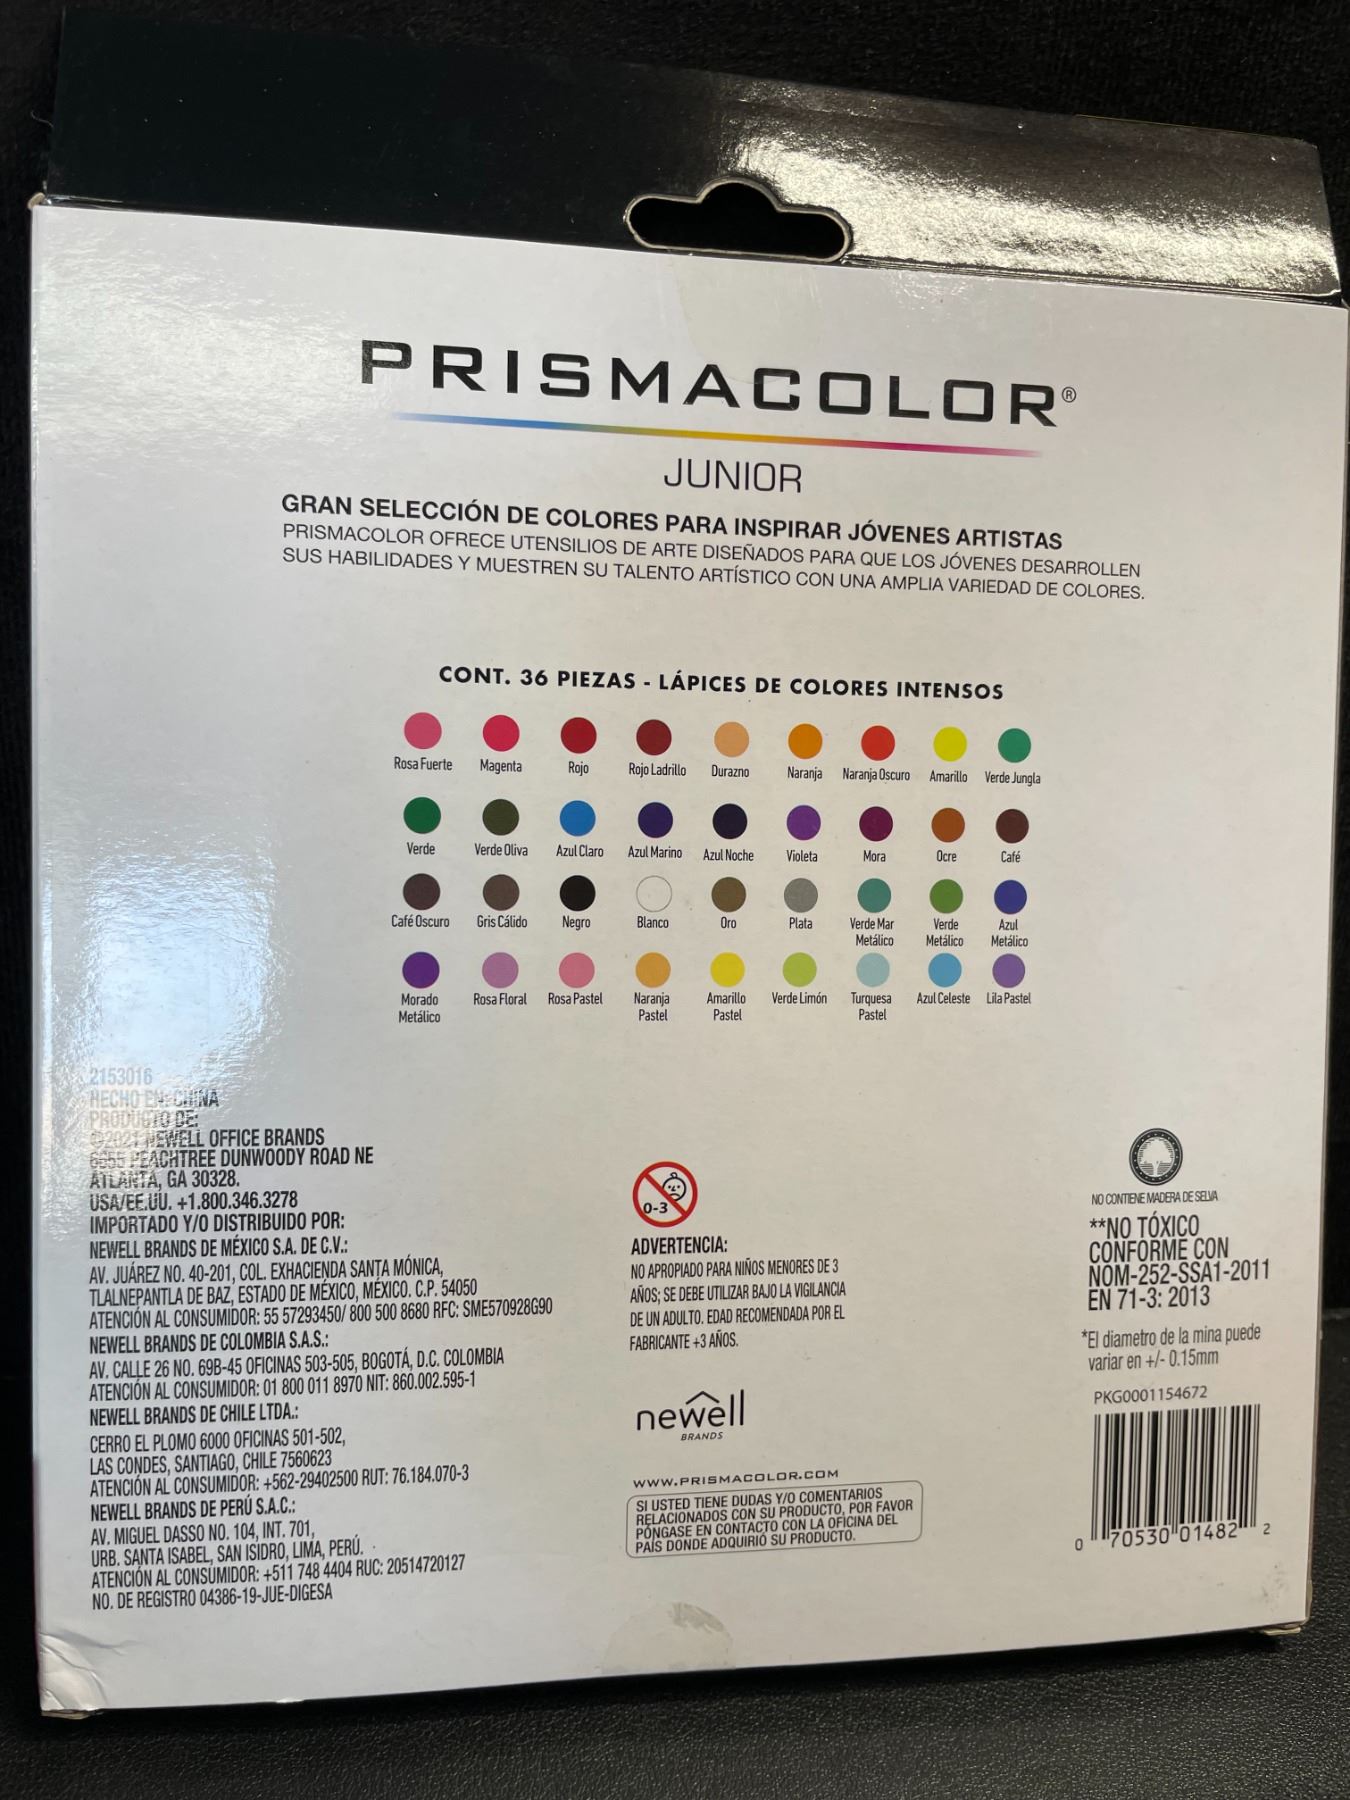 PRISMACOLOR®
JUNIOR
GRAN SELECCIÓN DE COLORES PARA INSPIRAR JÓVENES ARTISTAS
PRISMACOLOR OFRECE UTENSILIOS DE ARTE DISEÑADOS PARA QUE LOS JÓVENES DESARROLLEN
SUS HABILIDADES Y MUESTREN SU TALENTO ARTÍSTICO CON UNA AMPLIA VARIEDAD DE COLORES.
CONT. 36 PIEZAS - LÁPICES DE COLORES INTENSOS
Rosa Fuerte Magenta Rojo Rojo Ladrillo Durazno Naranja Naranja Oscuro Amarillo Verde Jungla
Verde Verde Oliva Azul Claro Azul Marino Azul Noche Violeta Mora Ocre Café
Café Oscuro Gris Cálido Negro Blanco Oro Plata Verde Mar Verde Azul
Metálico Metálico Metálico
Morado Rosa Floral Rosa Pastel Naranja Amarillo Verde Limón Turquesa Azul Celeste Lila Pastel
Metálico Pastel Pastel Pastel
2153016
HECHO EN: CHINA
PRODUCTO DE:
©2021 NEWELL OFFICE BRANDS
6655 PEACHTREE DUNWOODY ROAD NE
ATLANTA, GA 30328.
USA/EE.UU. +1.800.346.3278
IMPORTADO Y/O DISTRIBUIDO POR:
NEWELL BRANDS DE MÉXICO S.A. DE C.V.:
AV. JUÁREZ NO. 40-201, COL. EXHACIENDA SANTA MÓNICA,
TLALNEPANTLA DE BAZ, ESTADO DE MÉXICO, MÉXICO. C.P. 54050
ATENCIÓN AL CONSUMIDOR: 55 57293450/ 800 500 8680 RFC: SME570928G90
NEWELL BRANDS DE COLOMBIA S.A.S.:
AV. CALLE 26 NO. 69B-45 OFICINAS 503-505, BOGOTÁ, D.C. COLOMBIA
ATENCIÓN AL CONSUMIDOR: 01 800 011 8970 NIT: 860.002.595-1
NEWELL BRANDS DE CHILE LTDA.:
CERRO EL PLOMO 6000 OFICINAS 501-502,
LAS CONDES, SANTIAGO, CHILE 7560623
ATENCIÓN AL CONSUMIDOR: +562-29402500 RUT: 76.184.070-3
NEWELL BRANDS DE PERÚ S.A.C.:
AV. MIGUEL DASSO NO. 104, INT. 701,
URB. SANTA ISABEL, SAN ISIDRO, LIMA, PERÚ.
ATENCIÓN AL CONSUMIDOR: +511 748 4404 RUC: 20514720127
NO. DE REGISTRO 04386-19-JUE-DIGESA
0-3
ADVERTENCIA:
NO APROPIADO PARA NIÑOS MENORES DE 3
AÑOS; SE DEBE UTILIZAR BAJO LA VIGILANCIA
DE UN ADULTO. EDAD RECOMENDADA POR EL
FABRICANTE +3 AÑOS.
newell
BRANDS
WWW.PRISMACOLOR.COM
SI USTED TIENE DUDAS Y/O COMENTARIOS
RELACIONADOS CON SU PRODUCTO, POR FAVOR
PÓNGASE EN CONTACTO CON LA OFICINA DEL
PAÍS DONDE ADQUIRIÓ SU PRODUCTO.
NO CONTIENE MADERA DE SELVA
**NO TÓXICO
CONFORME CON
NOM-252-SSA1-2011
EN 71-3: 2013
*El diametro de la mina puede
variar en +/- 0.15mm
PKG0001154672
0 70530 01482 2